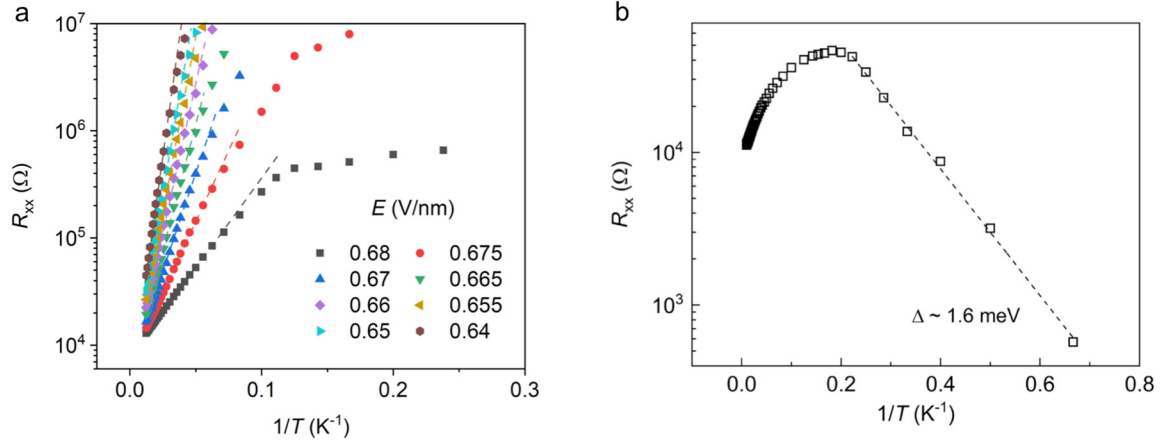 a
10⁷
10⁶
10⁵
10⁴
Rxx (Ω)
E (V/nm)
0.68 0.675
0.67 0.665
0.66 0.655
0.65 0.64
0.0 0.1 0.2 0.3
1/T (K⁻¹)
b
10⁴
10³
Rxx (Ω)
Δ ~ 1.6 meV
0.0 0.2 0.4 0.6 0.8
1/T (K⁻¹)